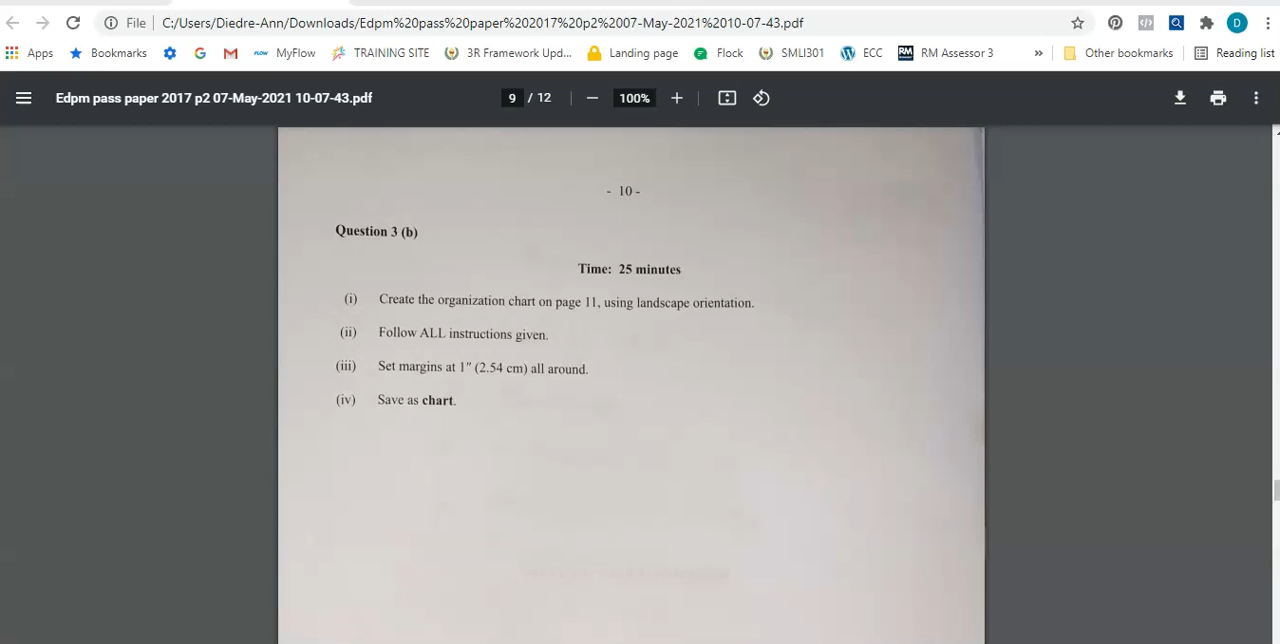 File C:/Users/Diedre-Ann/Downloads/Edpm%20pass%20paper%202017%20p2%2007-May-2021%2010-07-43.pdf D
Apps Bookmarks G M FLOW MyFlow TRAINING SITE 3R Framework Upd... Landing page Flock SMLI301 ECC RM RM Assessor 3 » Other bookmarks Reading list
Edpm pass paper 2017 p2 07-May-2021 10-07-43.pdf 9 / 12 100%
- 10 -
Question 3 (b)
Time: 25 minutes
(i) Create the organization chart on page 11, using landscape orientation.
(ii) Follow ALL instructions given.
(iii) Set margins at 1″ (2.54 cm) all around.
(iv) Save as chart.